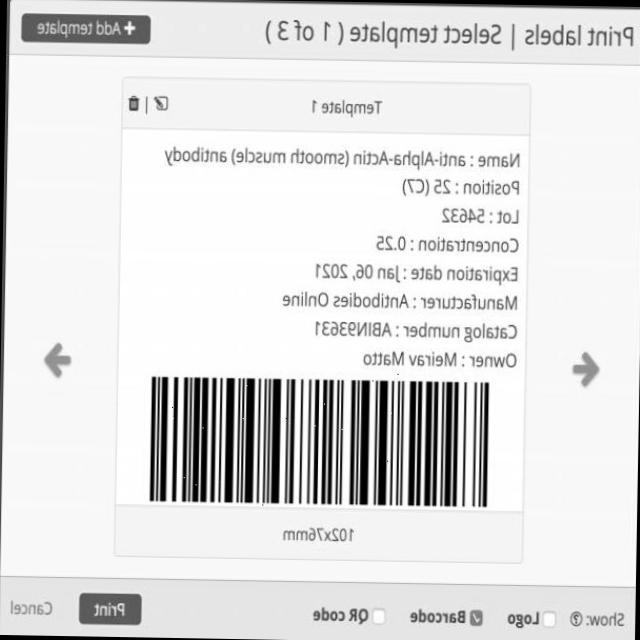 Print labels | Select template ( 1 of 3 )
+ Add template
Template 1
Name : anti-Alpha-Actin (smooth muscle) antibody
Position : 25 (C7)
Lot : 54632
Concentration : 0.25
Expiration date : Jan 06, 2021
Manufacturer : Antibodies Online
Catalog number : ABIN93631
Owner : Meirav Matto
102x76mm
Show: ? Logo Barcode QR code Print Cancel